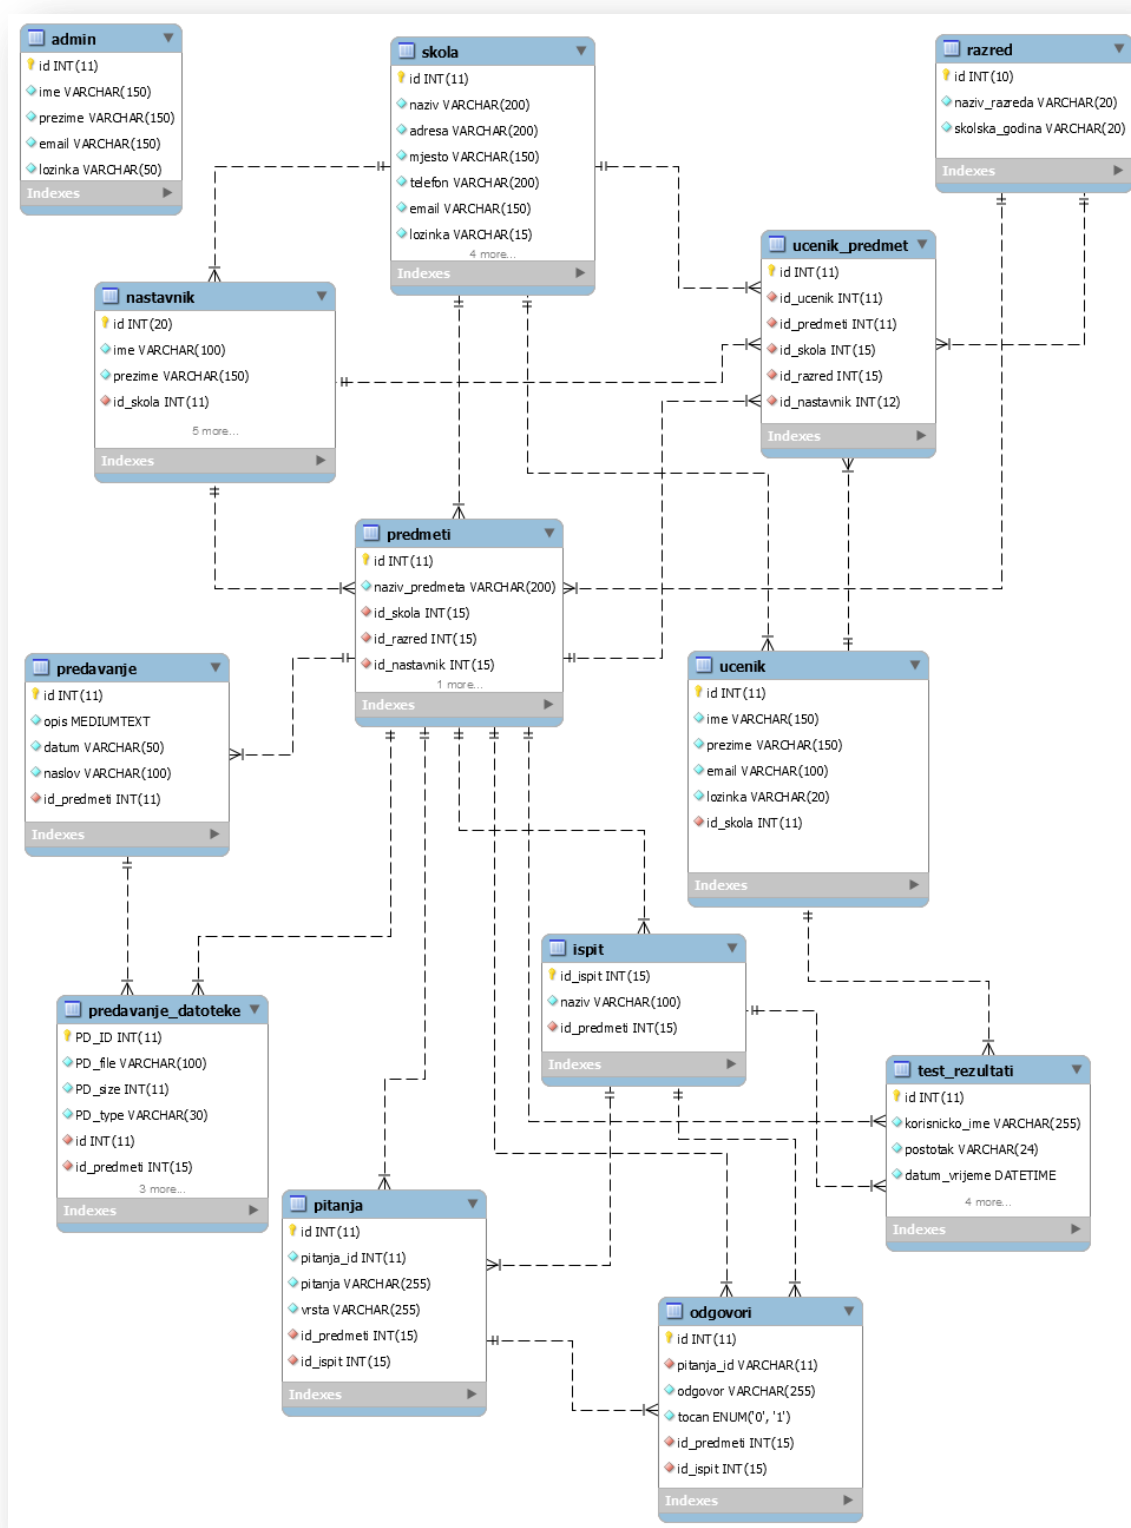 admin
id INT(11)
ime VARCHAR(150)
prezime VARCHAR(150)
email VARCHAR(150)
lozinka VARCHAR(50)
Indexes
skola
id INT(11)
naziv VARCHAR(200)
adresa VARCHAR(200)
mjesto VARCHAR(150)
telefon VARCHAR(200)
email VARCHAR(150)
lozinka VARCHAR(15)
4 more...
Indexes
razred
id INT(10)
naziv_razreda VARCHAR(20)
skolska_godina VARCHAR(20)
Indexes
ucenik_predmet
id INT(11)
id_ucenik INT(11)
id_predmeti INT(11)
id_skola INT(15)
id_razred INT(15)
id_nastavnik INT(12)
Indexes
nastavnik
id INT(20)
ime VARCHAR(100)
prezime VARCHAR(150)
id_skola INT(11)
5 more...
Indexes
predmeti
id INT(11)
naziv_predmeta VARCHAR(200)
id_skola INT(15)
id_razred INT(15)
id_nastavnik INT(15)
1 more...
Indexes
predavanje
id INT(11)
opis MEDIUMTEXT
datum VARCHAR(50)
naslov VARCHAR(100)
id_predmeti INT(11)
Indexes
ucenik
id INT(11)
ime VARCHAR(150)
prezime VARCHAR(150)
email VARCHAR(100)
lozinka VARCHAR(20)
id_skola INT(11)
Indexes
ispit
id_ispit INT(15)
naziv VARCHAR(100)
id_predmeti INT(15)
Indexes
predavanje_datoteke
PD_ID INT(11)
PD_file VARCHAR(100)
PD_size INT(11)
PD_type VARCHAR(30)
id INT(11)
id_predmeti INT(15)
3 more...
Indexes
test_rezultati
id INT(11)
korisnicko_ime VARCHAR(255)
postotak VARCHAR(24)
datum_vrijeme DATETIME
4 more...
Indexes
pitanja
id INT(11)
pitanja_id INT(11)
pitanja VARCHAR(255)
vrsta VARCHAR(255)
id_predmeti INT(15)
id_ispit INT(15)
Indexes
odgovori
id INT(11)
pitanja_id VARCHAR(11)
odgovor VARCHAR(255)
tocan ENUM('0', '1')
id_predmeti INT(15)
id_ispit INT(15)
Indexes